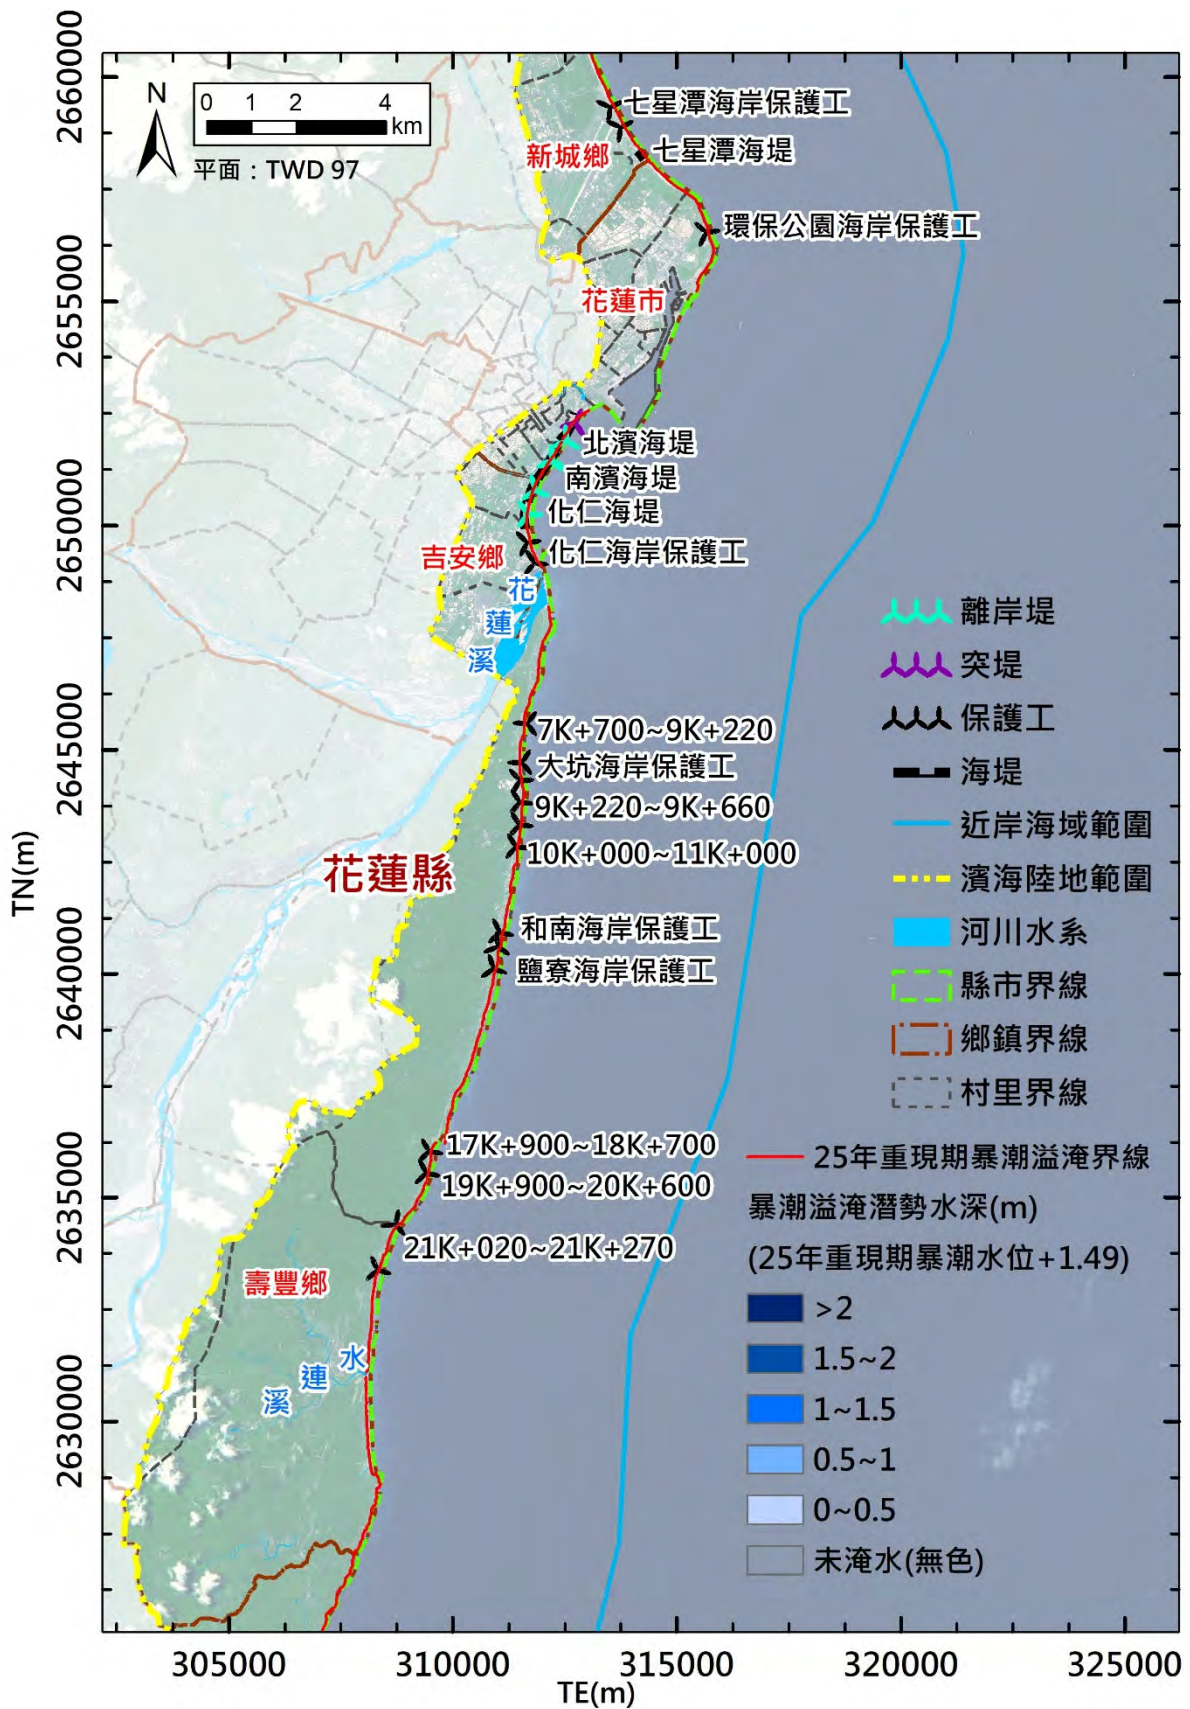 N
0 1 2 4
km
平面：TWD 97
七星潭海岸保護工
新城鄉
七星潭海堤
環保公園海岸保護工
花蓮市
北濱海堤
南濱海堤
化仁海堤
吉安鄉
化仁海岸保護工
花
蓮
溪
7K+700~9K+220
大坑海岸保護工
9K+220~9K+660
10K+000~11K+000
花蓮縣
和南海岸保護工
鹽寮海岸保護工
17K+900~18K+700
19K+900~20K+600
21K+020~21K+270
壽豐鄉
水
連
溪
離岸堤
突堤
保護工
海堤
近岸海域範圍
濱海陸地範圍
河川水系
縣市界線
鄉鎮界線
村里界線
25年重現期暴潮溢淹界線
暴潮溢淹潛勢水深(m)
(25年重現期暴潮水位+1.49)
>2
1.5~2
1~1.5
0.5~1
0~0.5
未淹水(無色)
TN(m)
2660000
2655000
2650000
2645000
2640000
2635000
2630000
305000 310000 315000 320000 325000
TE(m)